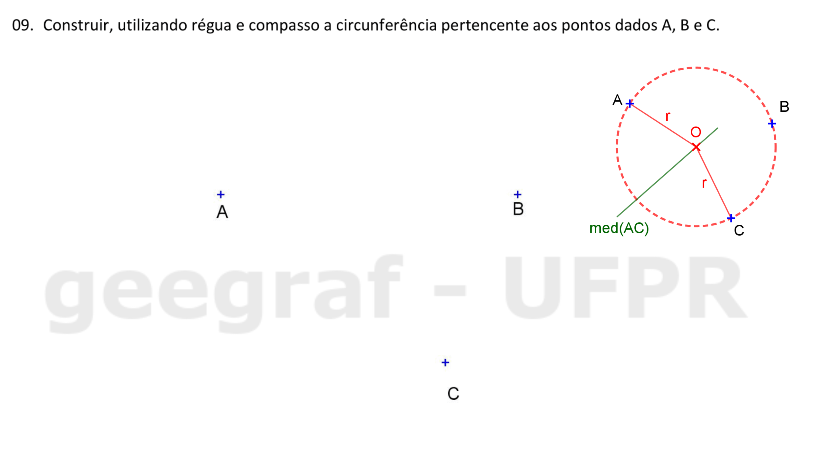 09. Construir, utilizando régua e compasso a circunferência pertencente aos pontos dados A, B e C.
A
r
B
O
r
A
B
med(AC)
C
geegraf - UFPR
C